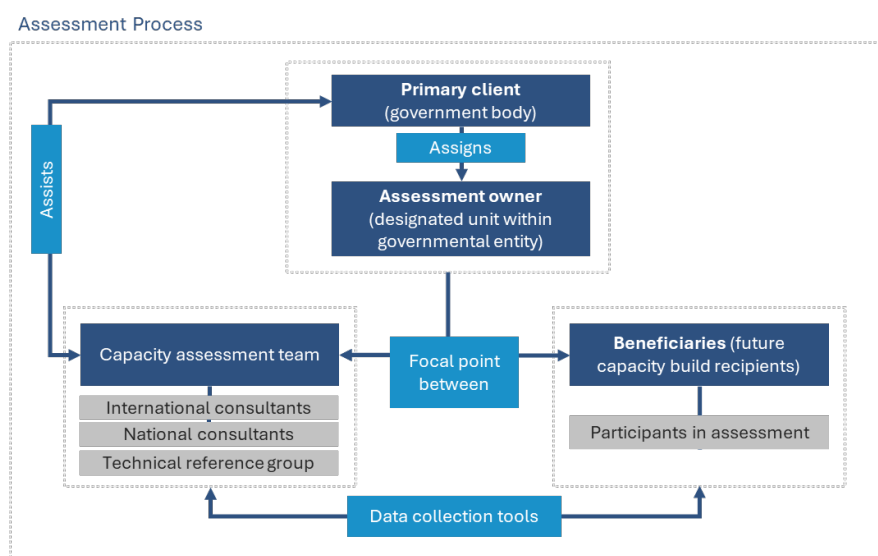 Assessment Process
Primary client
(government body)
Assigns
Assessment owner
(designated unit within
governmental entity)
Assists
Capacity assessment team
International consultants
National consultants
Technical reference group
Focal point
between
Beneficiaries (future
capacity build recipients)
Participants in assessment
Data collection tools